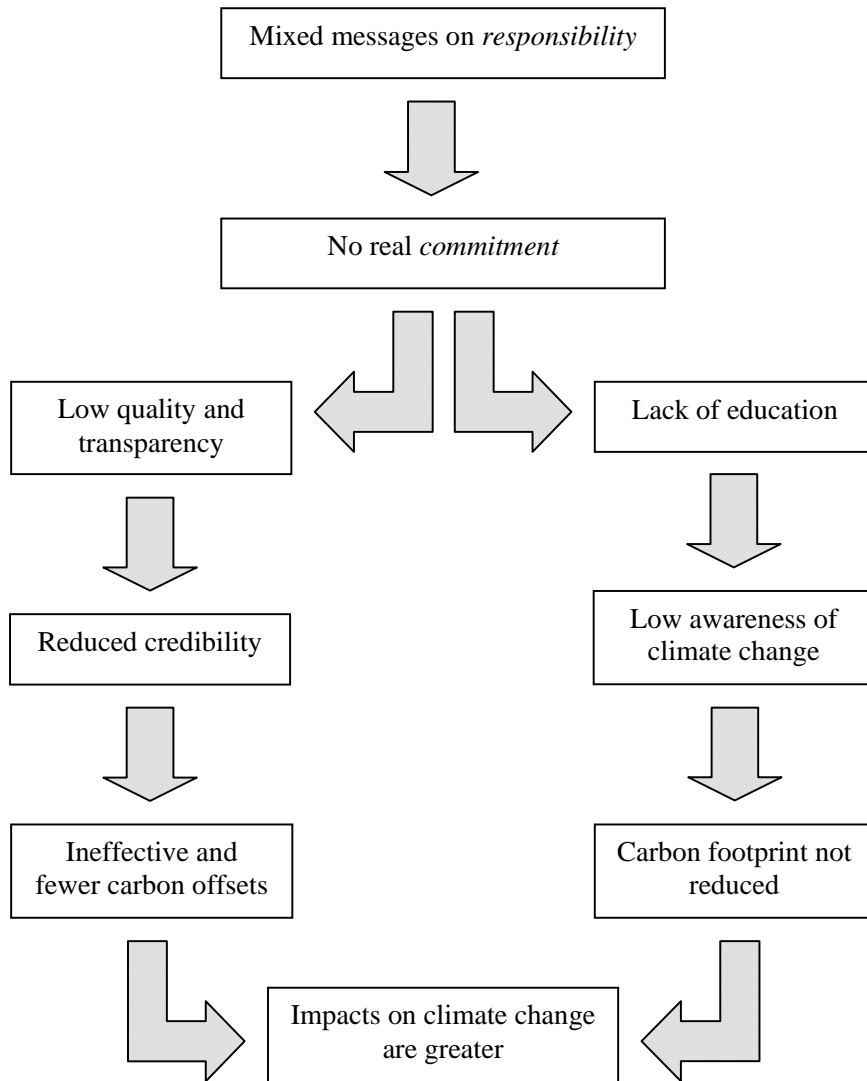 Mixed messages on responsibility
No real commitment
Low quality and
transparency
Lack of education
Reduced credibility
Low awareness of
climate change
Ineffective and
fewer carbon offsets
Carbon footprint not
reduced
Impacts on climate change
are greater